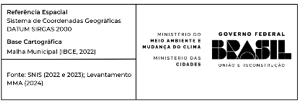 Referência Espacial
Sistema de Coordenadas Geográficas
DATUM SIRGAS 2000
Base Cartográfica
Malha Municipal (IBGE, 2022)
Fonte: SNIS (2022 e 2023); Levantamento
MMA (2024)
MINISTÉRIO DO
MEIO AMBIENTE E
MUDANÇA DO CLIMA
MINISTÉRIO DAS
CIDADES
GOVERNO FEDERAL
BRASIL
UNIÃO E RECONSTRUÇÃO